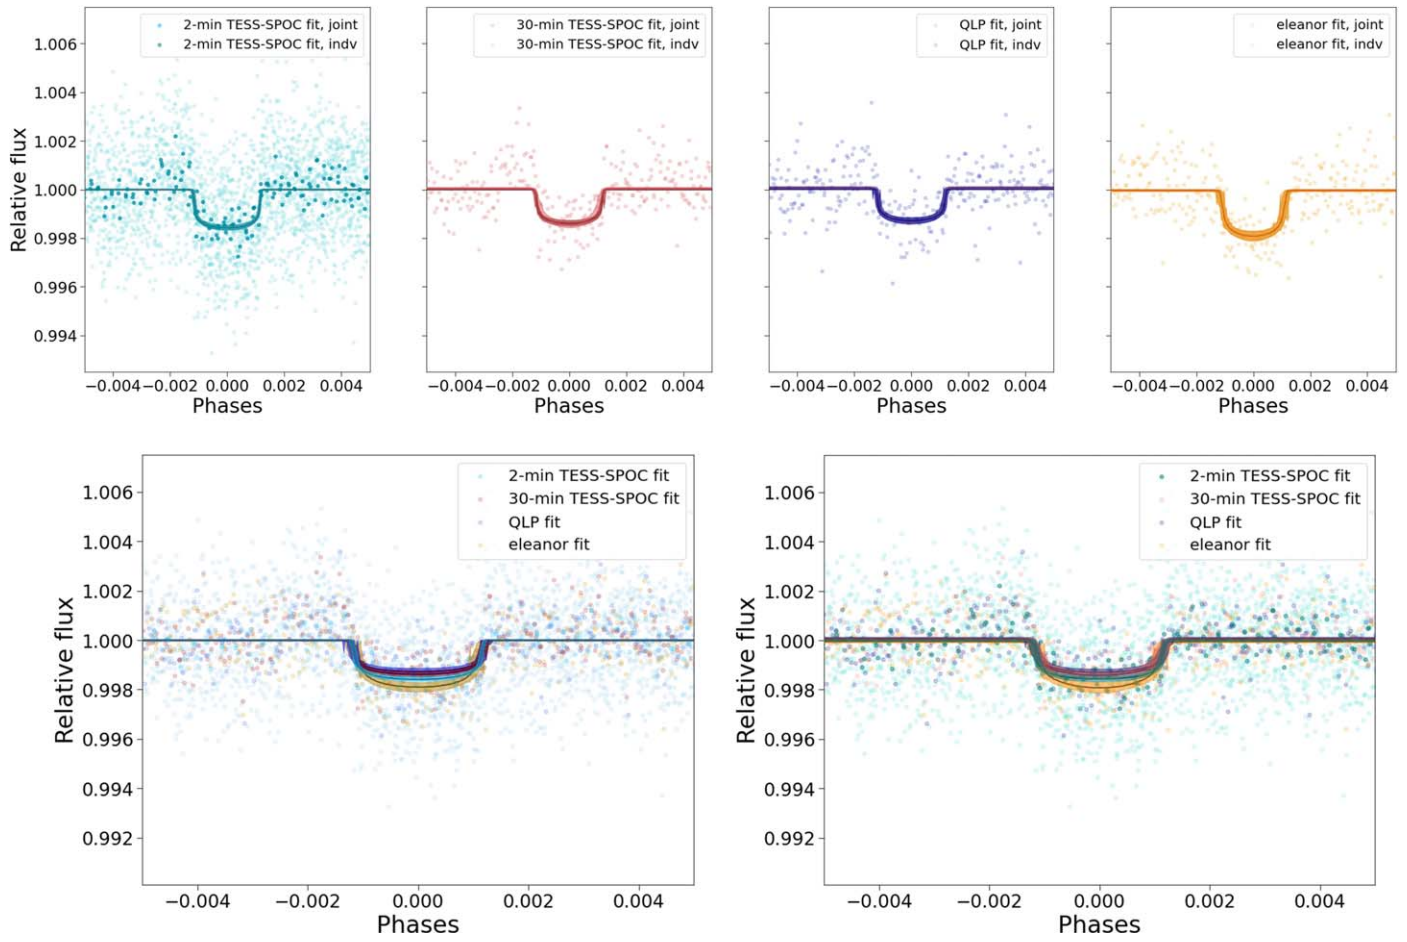 2-min TESS-SPOC fit, joint
2-min TESS-SPOC fit, indv
1.006
1.004
1.002
1.000
0.998
0.996
0.994
Relative flux
−0.004 −0.002 0.000 0.002 0.004
Phases
30-min TESS-SPOC fit, joint
30-min TESS-SPOC fit, indv
−0.004 −0.002 0.000 0.002 0.004
Phases
QLP fit, joint
QLP fit, indv
−0.004 −0.002 0.000 0.002 0.004
Phases
eleanor fit, joint
eleanor fit, indv
−0.004 −0.002 0.000 0.002 0.004
Phases
2-min TESS-SPOC fit
30-min TESS-SPOC fit
QLP fit
eleanor fit
1.006
1.004
1.002
1.000
0.998
0.996
0.994
0.992
Relative flux
−0.004 −0.002 0.000 0.002 0.004
Phases
2-min TESS-SPOC fit
30-min TESS-SPOC fit
QLP fit
eleanor fit
1.006
1.004
1.002
1.000
0.998
0.996
0.994
0.992
Relative flux
−0.004 −0.002 0.000 0.002 0.004
Phases